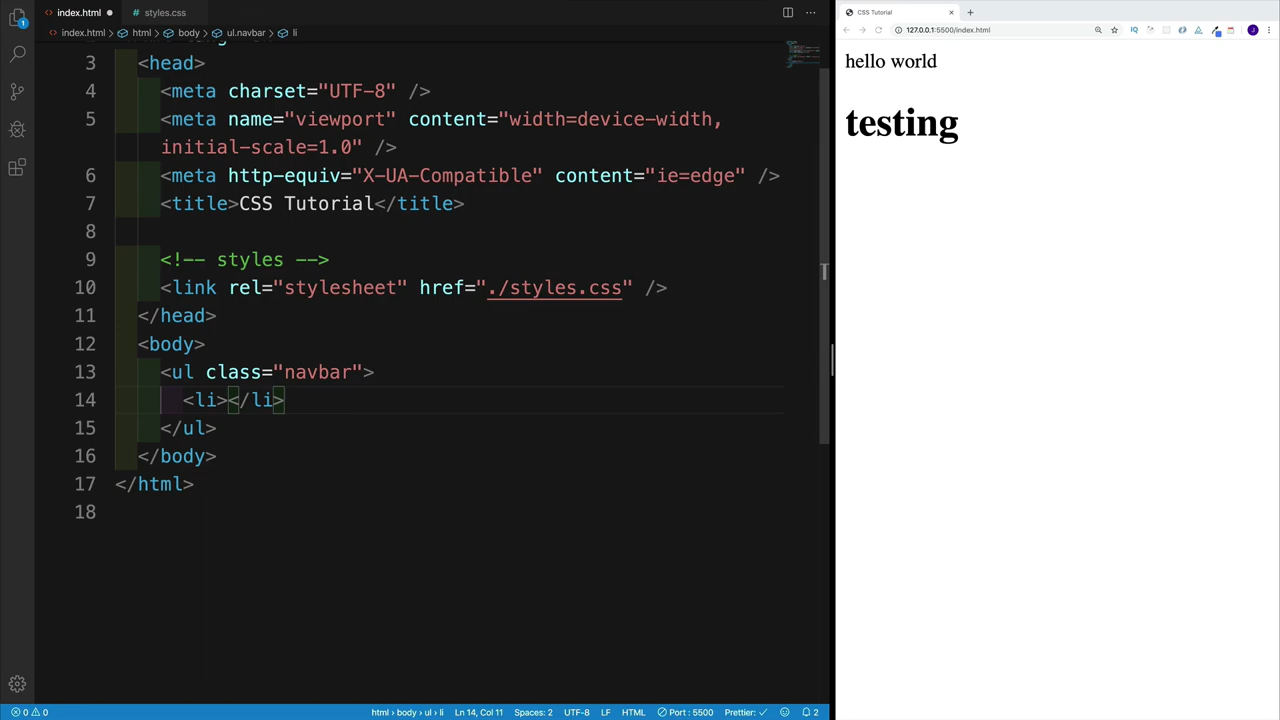 index.html
styles.css
index.html > html > body > ul.navbar > li
3 <head>
4 <meta charset="UTF-8" />
5 <meta name="viewport" content="width=device-width,
initial-scale=1.0" />
6 <meta http-equiv="X-UA-Compatible" content="ie=edge" />
7 <title>CSS Tutorial</title>
8
9 <!-- styles -->
10 <link rel="stylesheet" href="./styles.css" />
11 </head>
12 <body>
13 <ul class="navbar">
14 <li></li>
15 </ul>
16 </body>
17 </html>
18
1
0 0
html > body > ul > li
Ln 14, Col 11
Spaces: 2
UTF-8
LF
HTML
Port : 5500
Prettier: ✓
2
CSS Tutorial
127.0.0.1:5500/index.html
IQ
J
hello world
testing